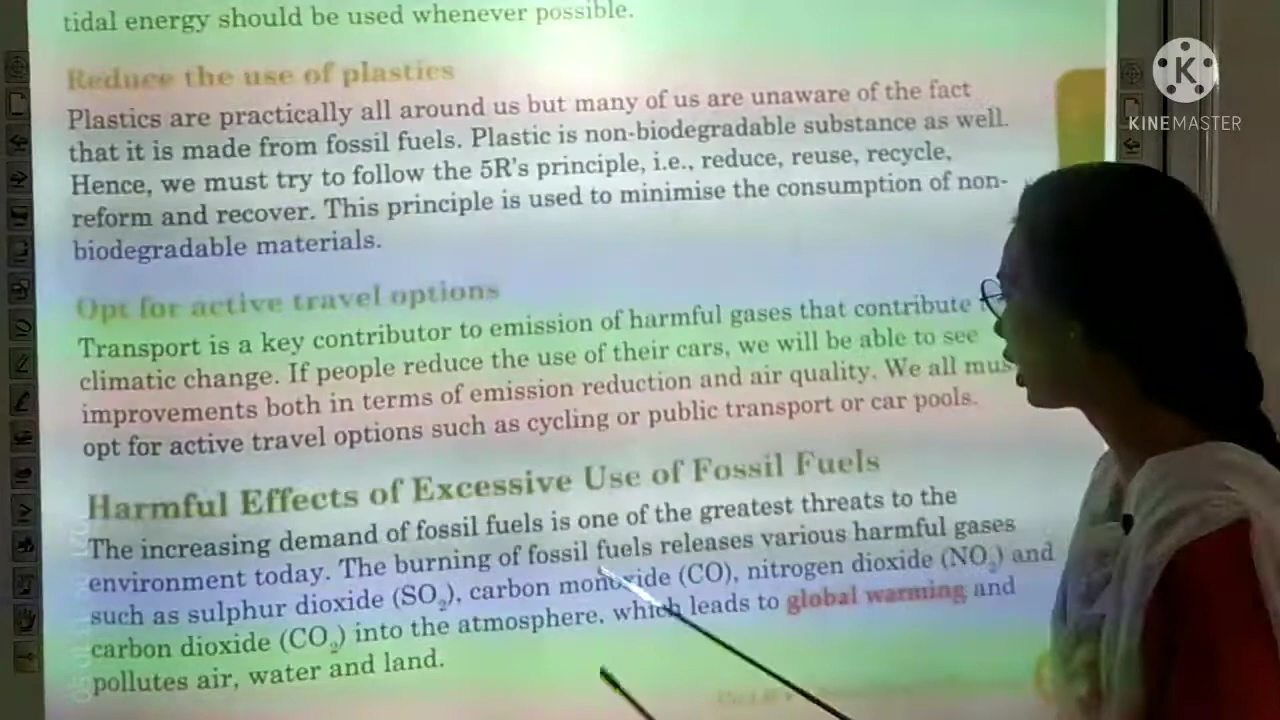 tidal energy should be used whenever possible.
Reduce the use of plastics
Plastics are practically all around us but many of us are unaware of the fact
that it is made from fossil fuels. Plastic is non-biodegradable substance as well.
Hence, we must try to follow the 5R's principle, i.e., reduce, reuse, recycle,
reform and recover. This principle is used to minimise the consumption of non-
biodegradable materials.
Opt for active travel options
Transport is a key contributor to emission of harmful gases that contribute
climatic change. If people reduce the use of their cars, we will be able to see
improvements both in terms of emission reduction and air quality. We all mus
opt for active travel options such as cycling or public transport or car pools.
Harmful Effects of Excessive Use of Fossil Fuels
The increasing demand of fossil fuels is one of the greatest threats to the
environment today. The burning of fossil fuels releases various harmful gases
such as sulphur dioxide (SO₂), carbon monoxide (CO), nitrogen dioxide (NO₂) and
carbon dioxide (CO₂) into the atmosphere, which leads to global warming and
pollutes air, water and land.
K
KINEMASTER